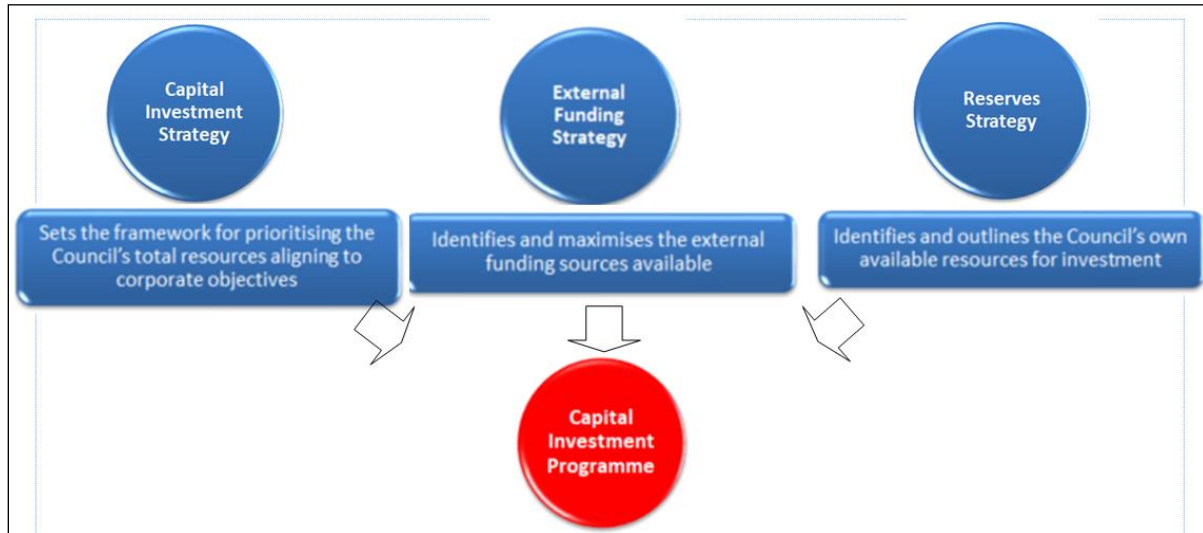 Capital
Investment
Strategy
External
Funding
Strategy
Reserves
Strategy
Sets the framework for prioritising the
Council's total resources aligning to
corporate objectives
Identifies and maximises the external
funding sources available
Identifies and outlines the Council's own
available resources for investment
Capital
Investment
Programme